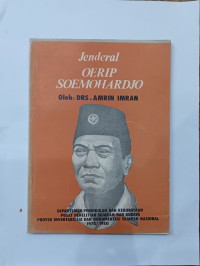 Jenderal
OERIP
SOEMOHARDJO
Oleh: DRS. AMRIN IMRAN
DEPARTEMEN PENDIDIKAN DAN KEBUDAYAAN
PUSAT PENELITIAN SEJARAH DAN BUDAYA
PROYEK INVENTARISASI DAN DOKUMENTASI SEJARAH NASIONAL